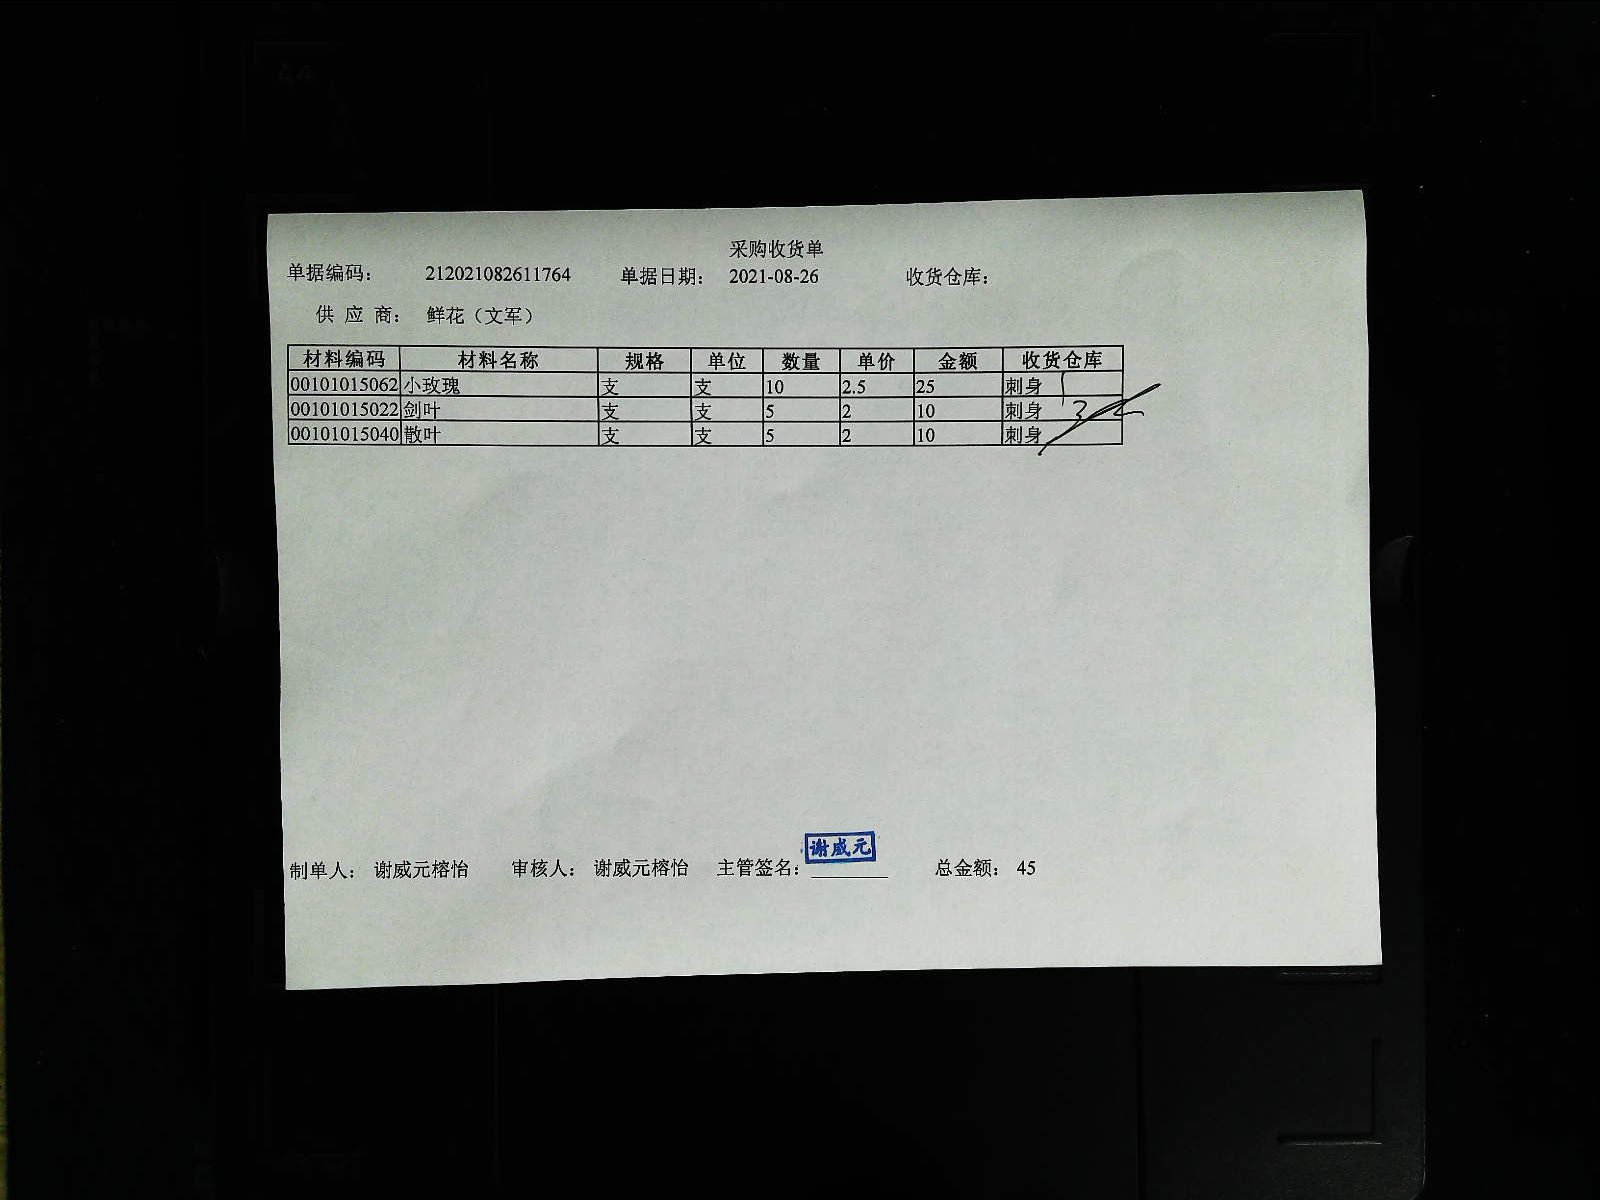 采购收货单
单据编码： 212021082611764 单据日期： 2021-08-26 收货仓库：
供 应 商： 鲜花（文军）
材料编码 材料名称 规格 单位 数量 单价 金额 收货仓库
00101015062 小玫瑰 支 支 10 2.5 25 刺身
00101015022 剑叶 支 支 5 2 10 刺身
00101015040 散叶 支 支 5 2 10 刺身
谢威元
制单人： 谢威元榕怡 审核人： 谢威元榕怡 主管签名： 总金额： 45